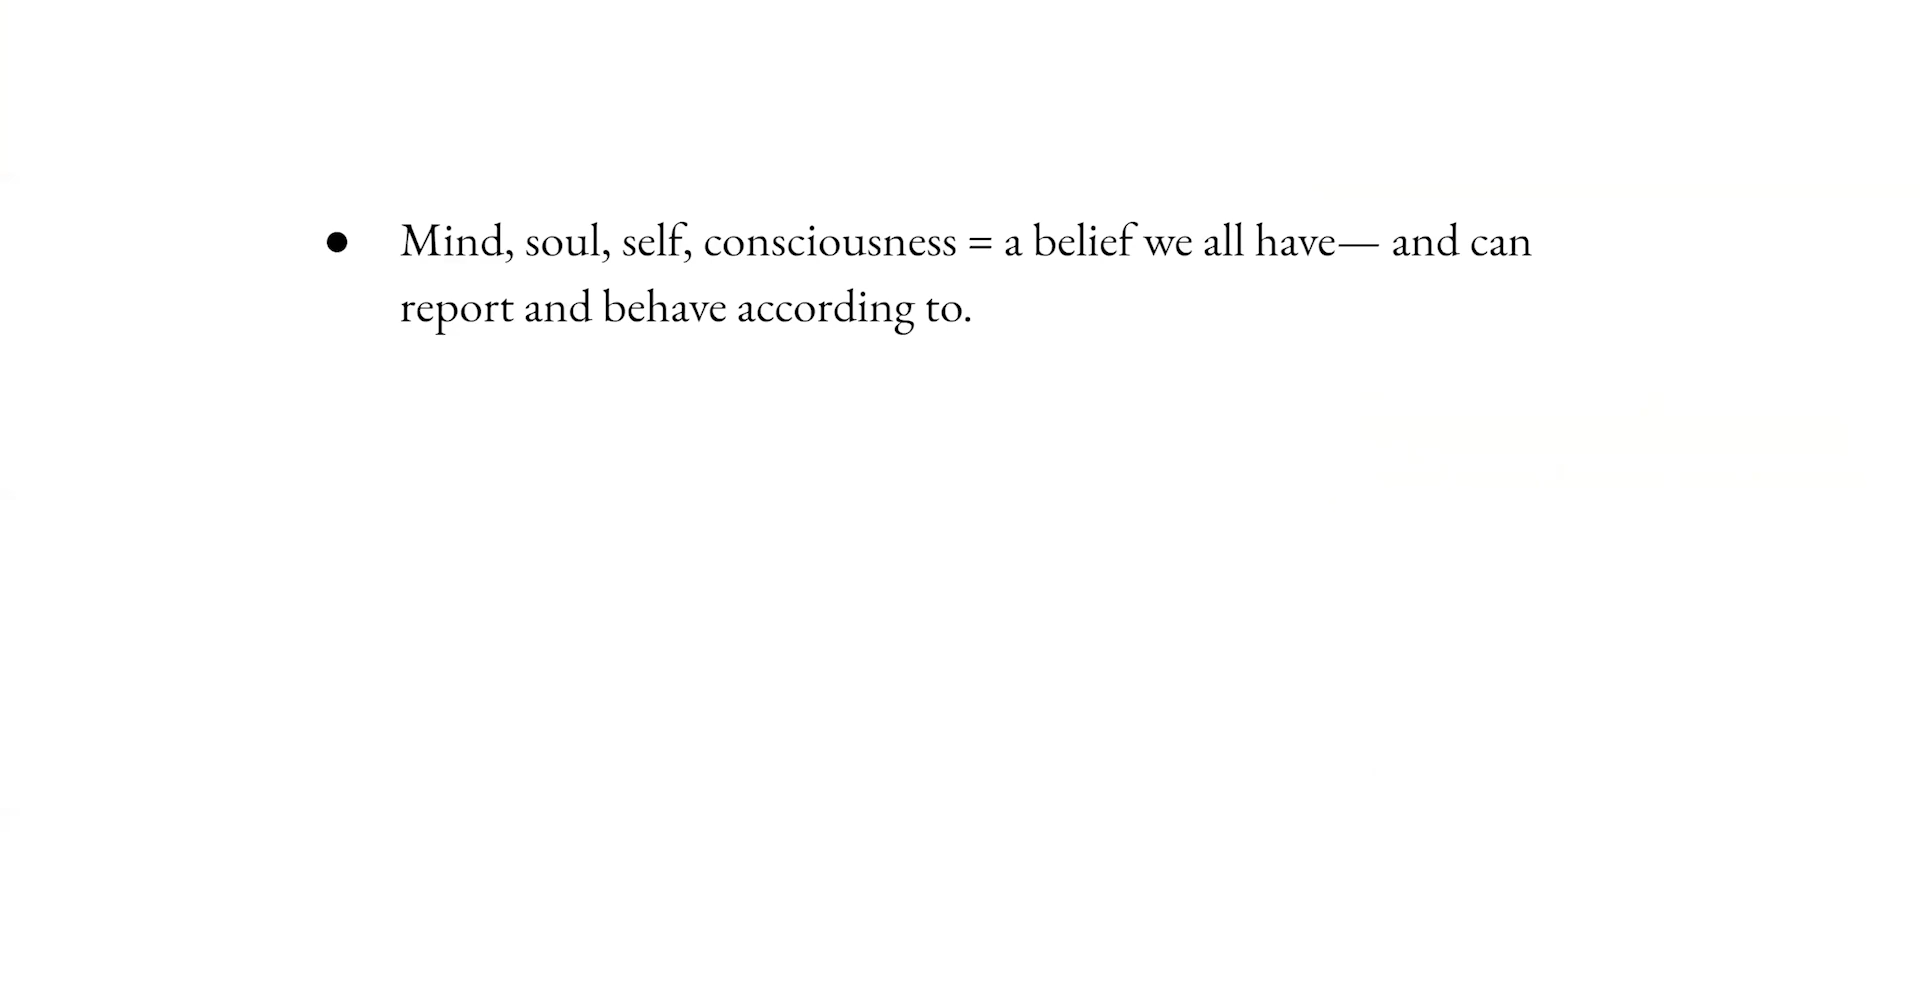 ● Mind, soul, self, consciousness = a belief we all have— and can
report and behave according to.